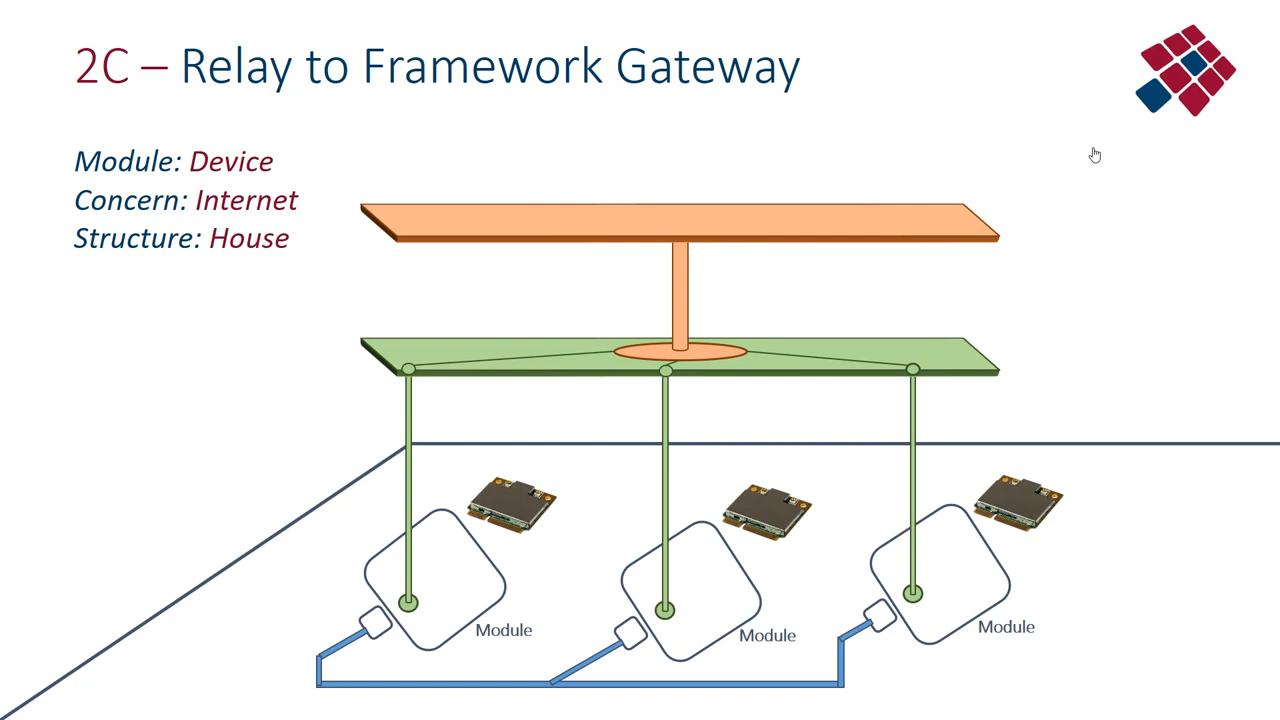 2C – Relay to Framework Gateway
Module: Device
Concern: Internet
Structure: House
Module
Module
Module